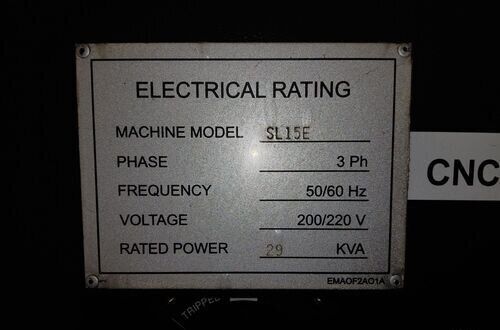 ELECTRICAL RATING
MACHINE MODEL SL15E
PHASE 3 Ph
FREQUENCY 50/60 Hz
VOLTAGE 200/220 V
RATED POWER 29 KVA
EMAOF2AO1A
CNC
TRIPPED